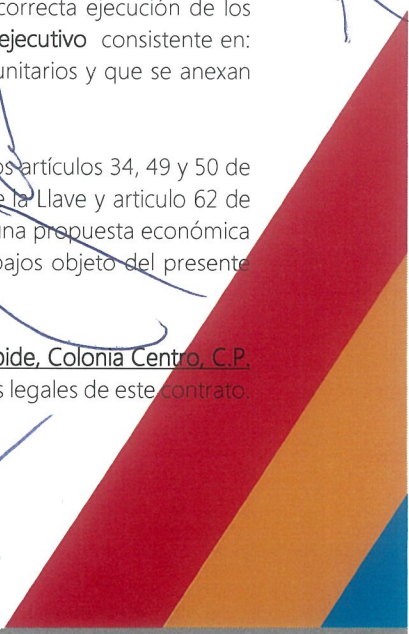 correcta ejecución de los
ejecutivo consistente en:
unitarios y que se anexan
os artículos 34, 49 y 50 de
e la Llave y articulo 62 de
una propuesta económica
bajos objeto del presente
bide, Colonia Centro, C.P.
s legales de este contrato.